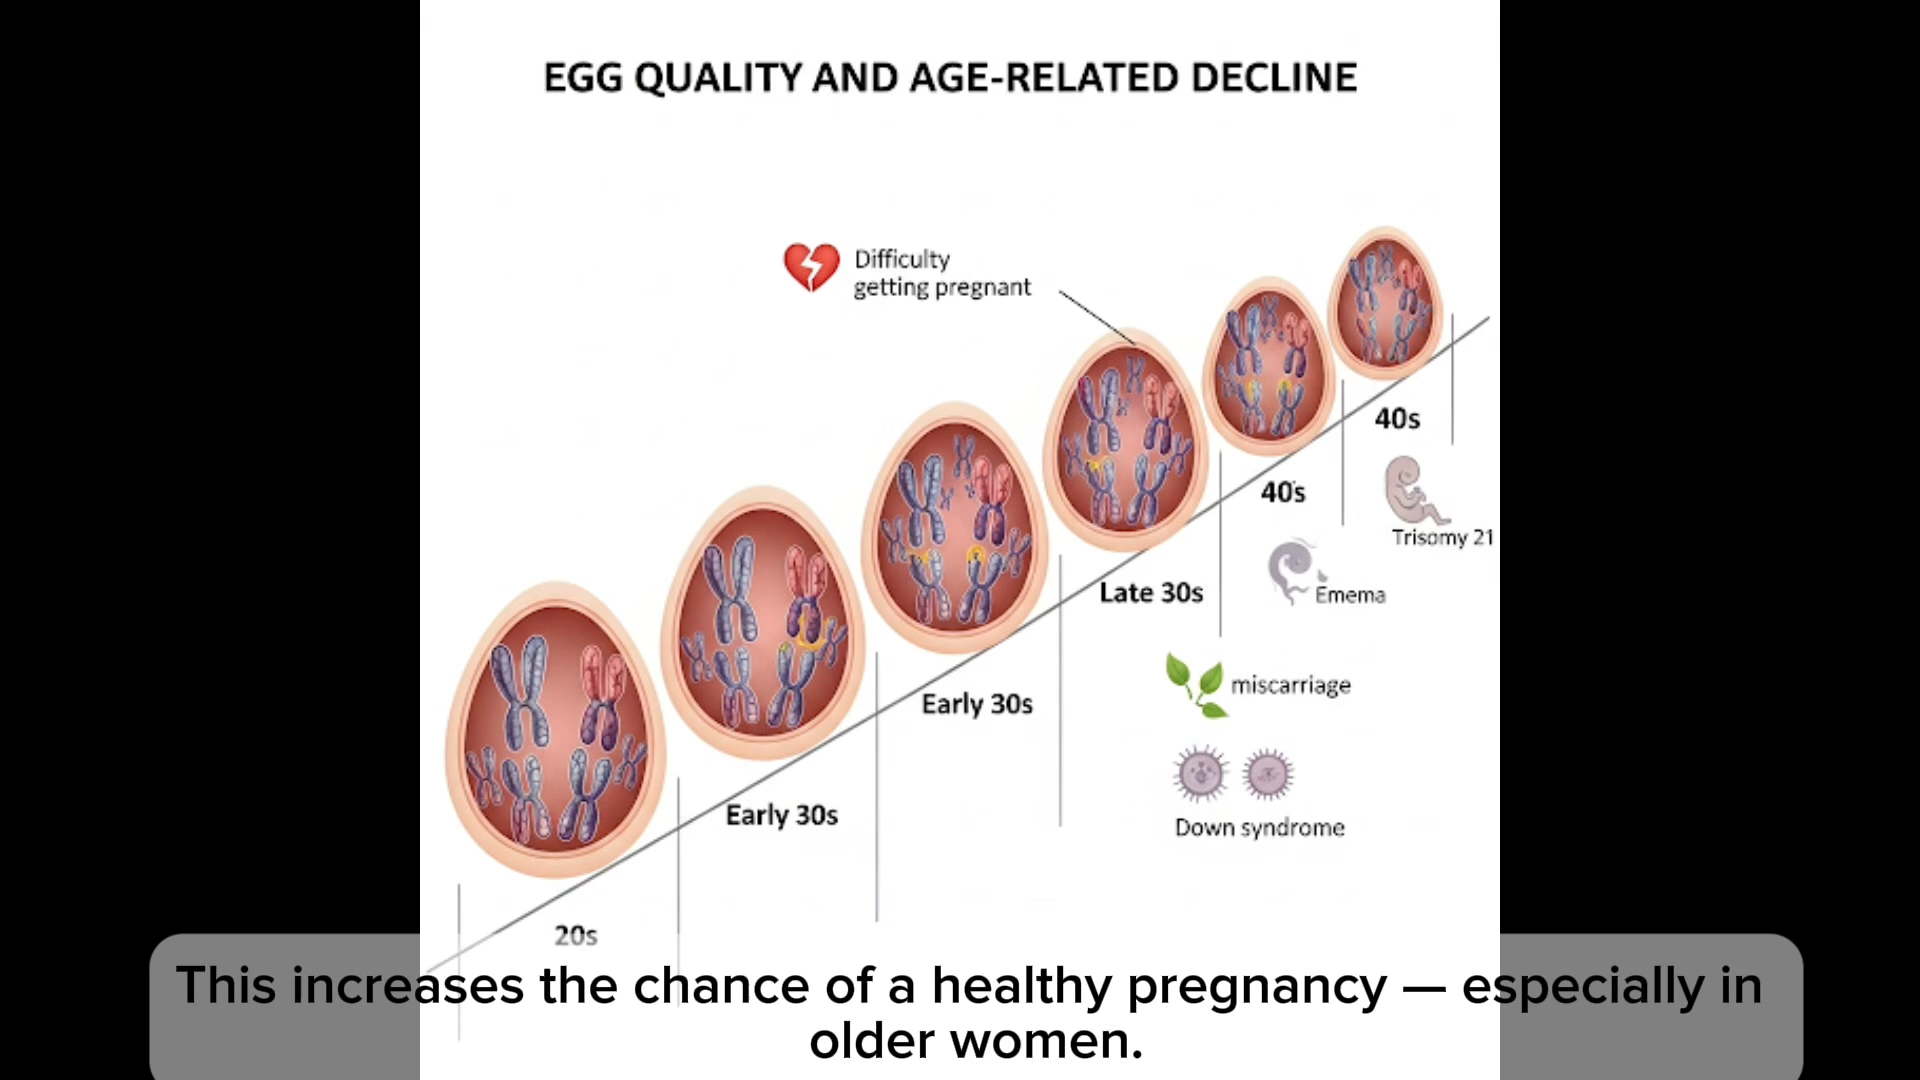 EGG QUALITY AND AGE-RELATED DECLINE
Difficulty
getting pregnant
40s
40's
Trisomy 21
Late 30s
Emema
miscarriage
Early 30s
Early 30s
Down syndrome
20s
This increases the chance of a healthy pregnancy — especially in
older women.